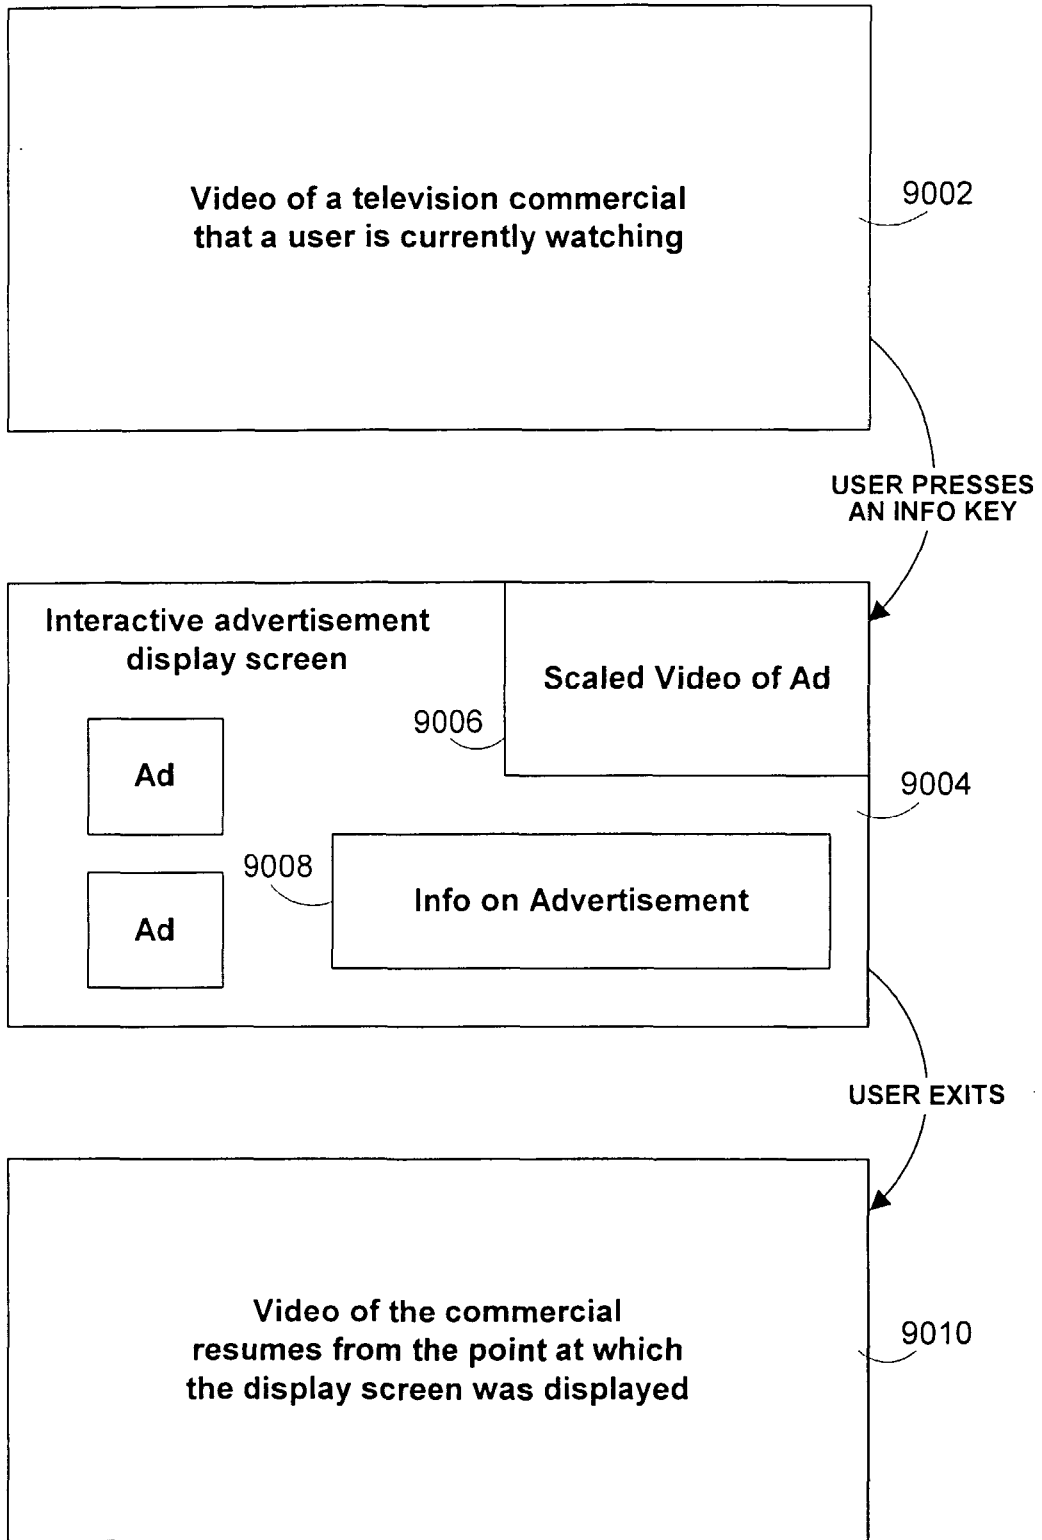 Video of a television commercial
that a user is currently watching
9002
USER PRESSES
AN INFO KEY
Interactive advertisement
display screen
Scaled Video of Ad
9006
Ad
9004
9008
Info on Advertisement
Ad
USER EXITS
Video of the commercial
resumes from the point at which
the display screen was displayed
9010